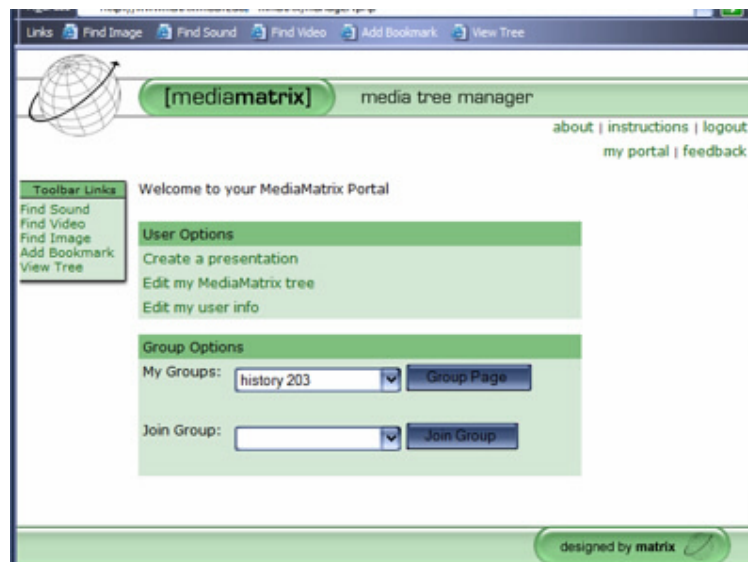 Links Find Image Find Sound Find Video Add Bookmark View Tree
[mediamatrix] media tree manager
about | instructions | logout
my portal | feedback
Toolbar Links
Find Sound
Find Video
Find Image
Add Bookmark
View Tree
Welcome to your MediaMatrix Portal
User Options
Create a presentation
Edit my MediaMatrix tree
Edit my user info
Group Options
My Groups: history 203 Group Page
Join Group: Join Group
designed by matrix